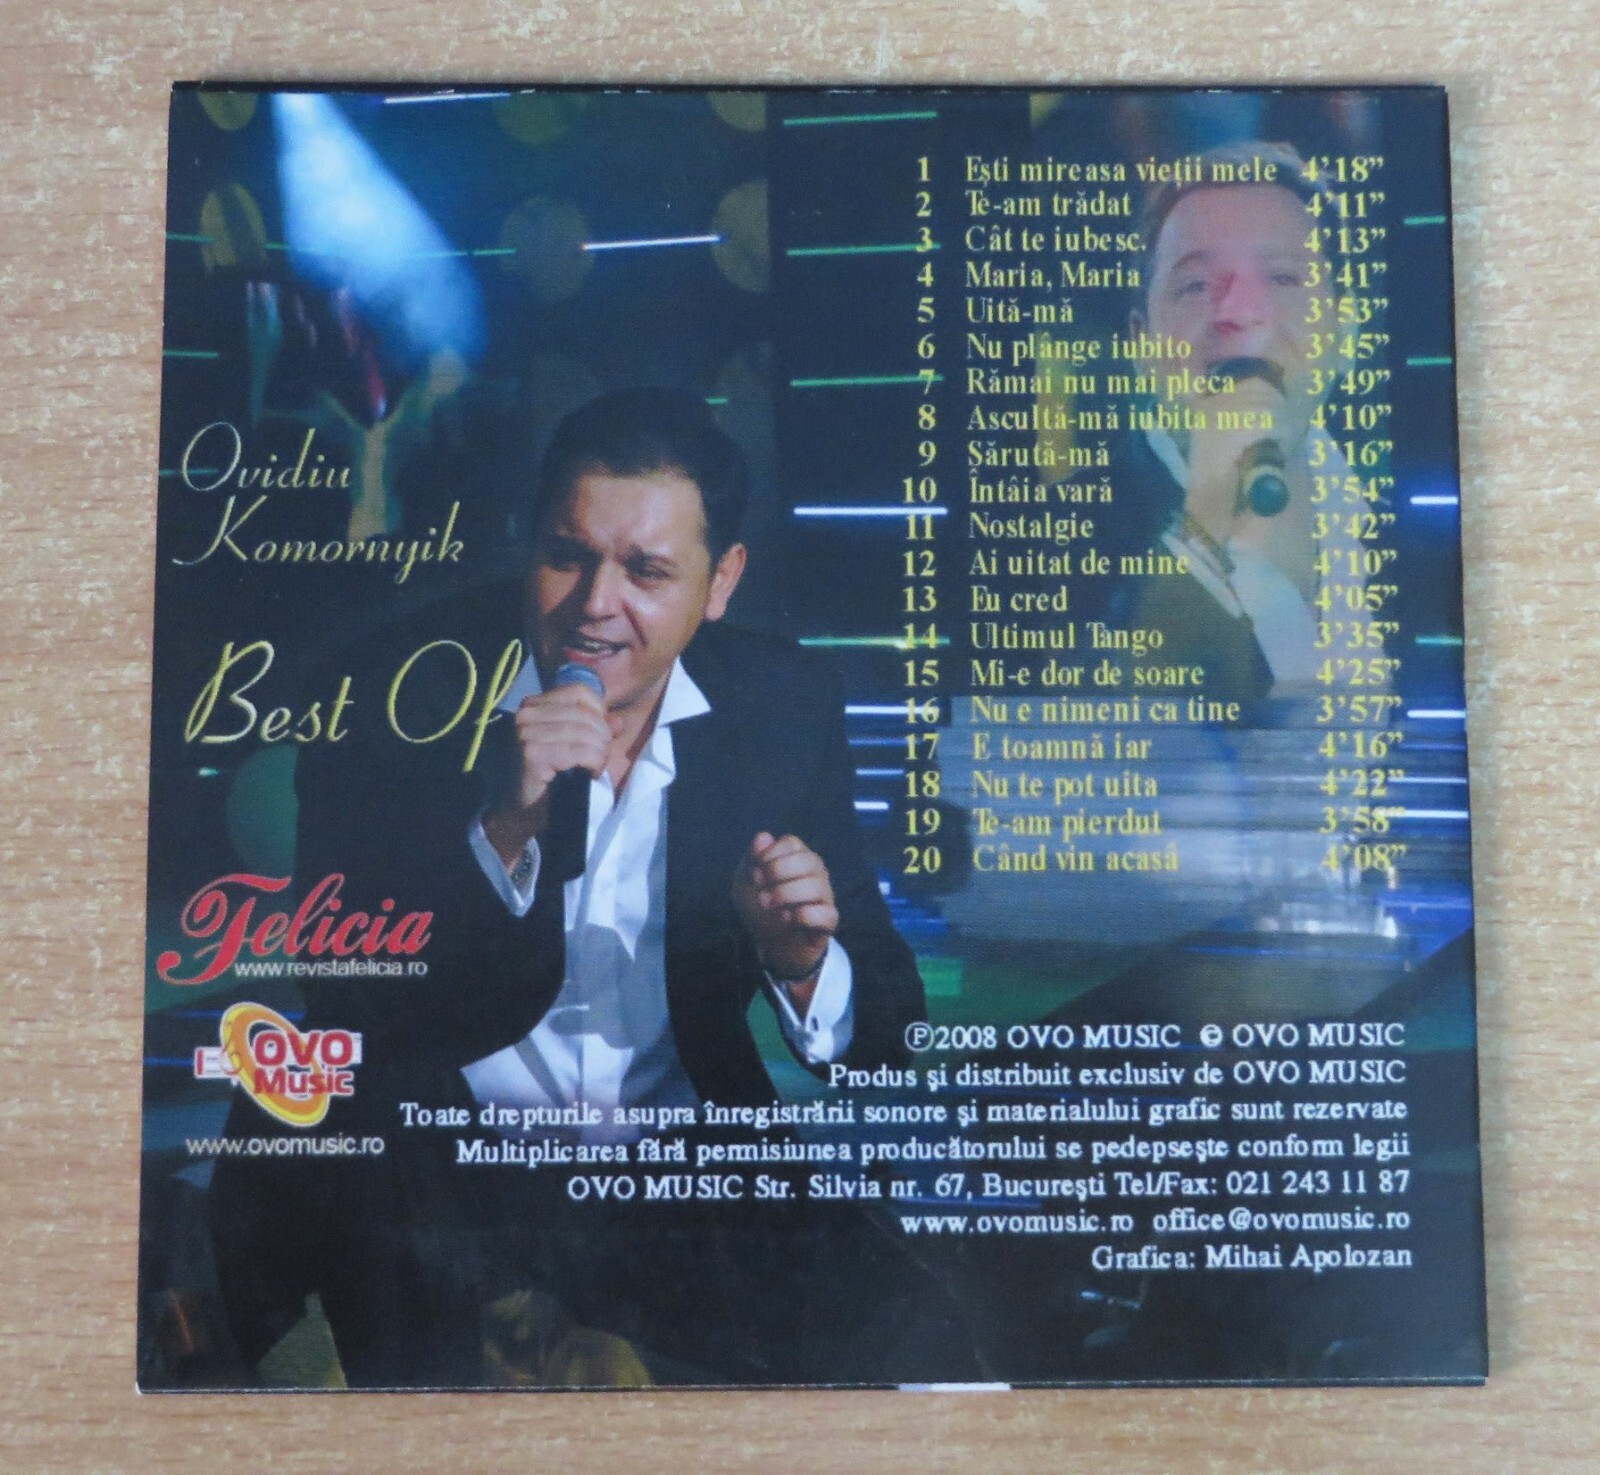 1 Ești mireasa vieții mele 4'18"
2 Te-am trădat 4'11"
3 Cât te iubesc. 4'13"
4 Maria, Maria 3'41"
5 Uită-mă 3'53"
6 Nu plânge iubito 3'45"
7 Rămai nu mai pleca 3'49"
8 Ascultă-mă iubita mea 4'10"
9 Sărută-mă 3'16"
10 Întâia vară 3'54"
11 Nostalgie 3'42"
12 Ai uitat de mine 4'10"
13 Eu cred 4'05"
14 Ultimul Tango 3'35"
15 Mi-e dor de soare 4'25"
16 Nu e nimeni ca tine 3'57"
17 E toamnă iar 4'16"
18 Nu te pot uita 4'22"
19 Te-am pierdut 3'58"
20 Când vin acasă 4'08"
Ovidiu
Komornyik
Best Of
Felicia
www.revistafelicia.ro
OVO
Music
www.ovomusic.ro
℗2008 OVO MUSIC © OVO MUSIC
Produs și distribuit exclusiv de OVO MUSIC
Toate drepturile asupra înregistrării sonore și materialului grafic sunt rezervate
Multiplicarea fără permisiunea producătorului se pedepsește conform legii
OVO MUSIC Str. Silvia nr. 67, București Tel/Fax: 021 243 11 87
www.ovomusic.ro office@ovomusic.ro
Grafica: Mihai Apolozan